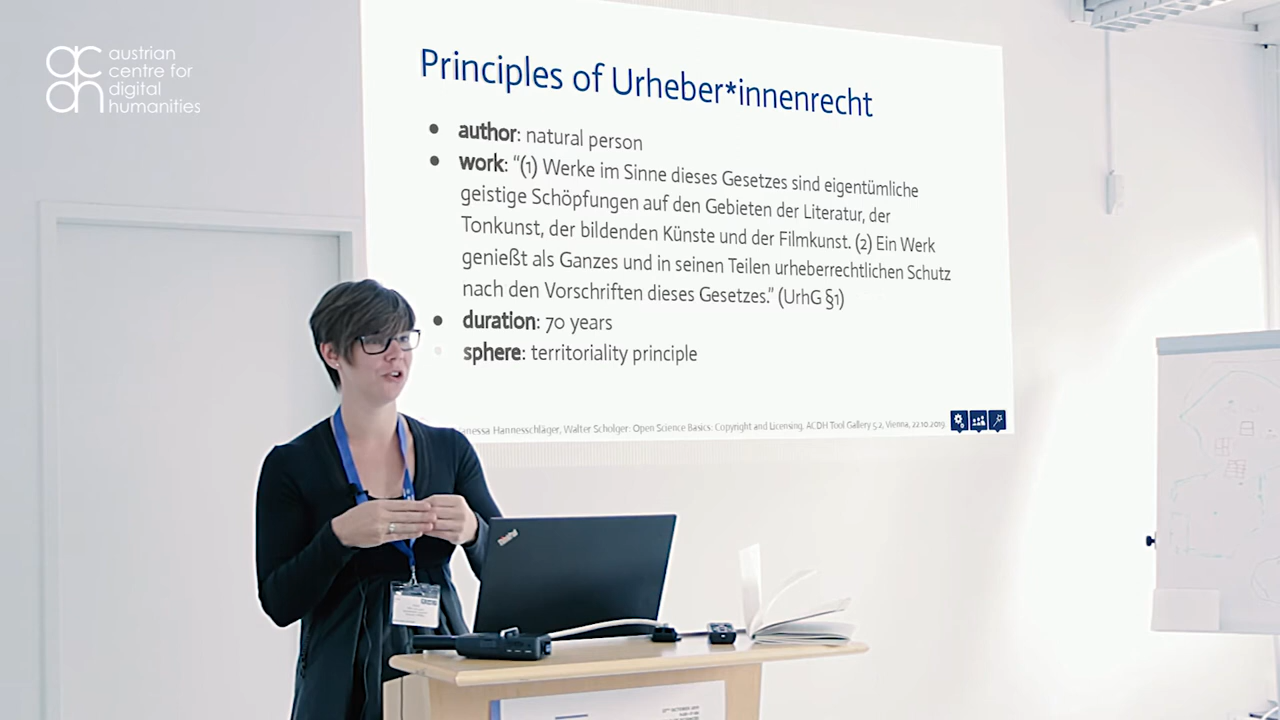 austrian
centre for
digital
humanities
Principles of Urheber*innenrecht
• author: natural person
• work: “(1) Werke im Sinne dieses Gesetzes sind eigentümliche
geistige Schöpfungen auf den Gebieten der Literatur, der
Tonkunst, der bildenden Künste und der Filmkunst. (2) Ein Werk
genießt als Ganzes und in seinen Teilen urheberrechtlichen Schutz
nach den Vorschriften dieses Gesetzes.” (UrhG §1)
• duration: 70 years
sphere: territoriality principle
Hannesschläger, Walter Scholger: Open Science Basics: Copyright and Licensing. ACDH Tool Gallery 5.2, Vienna, 22.10.2019.
ThinkPad